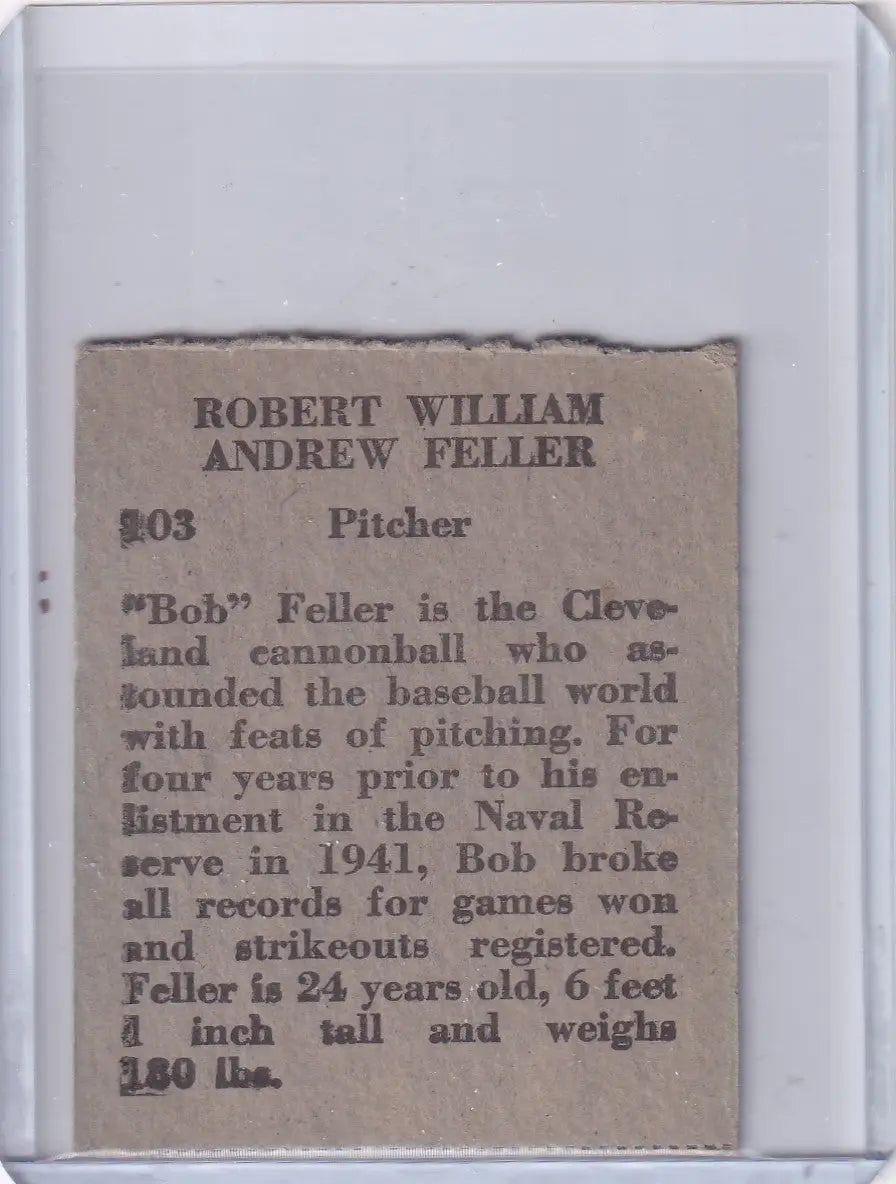 ROBERT WILLIAM
ANDREW FELLER
103 Pitcher
"Bob" Feller is the Cleve-
land cannonball who as-
tounded the baseball world
with feats of pitching. For
four years prior to his en-
listment in the Naval Re-
serve in 1941, Bob broke
all records for games won
and strikeouts registered.
Feller is 24 years old, 6 feet
1 inch tall and weighs
180 lbs.